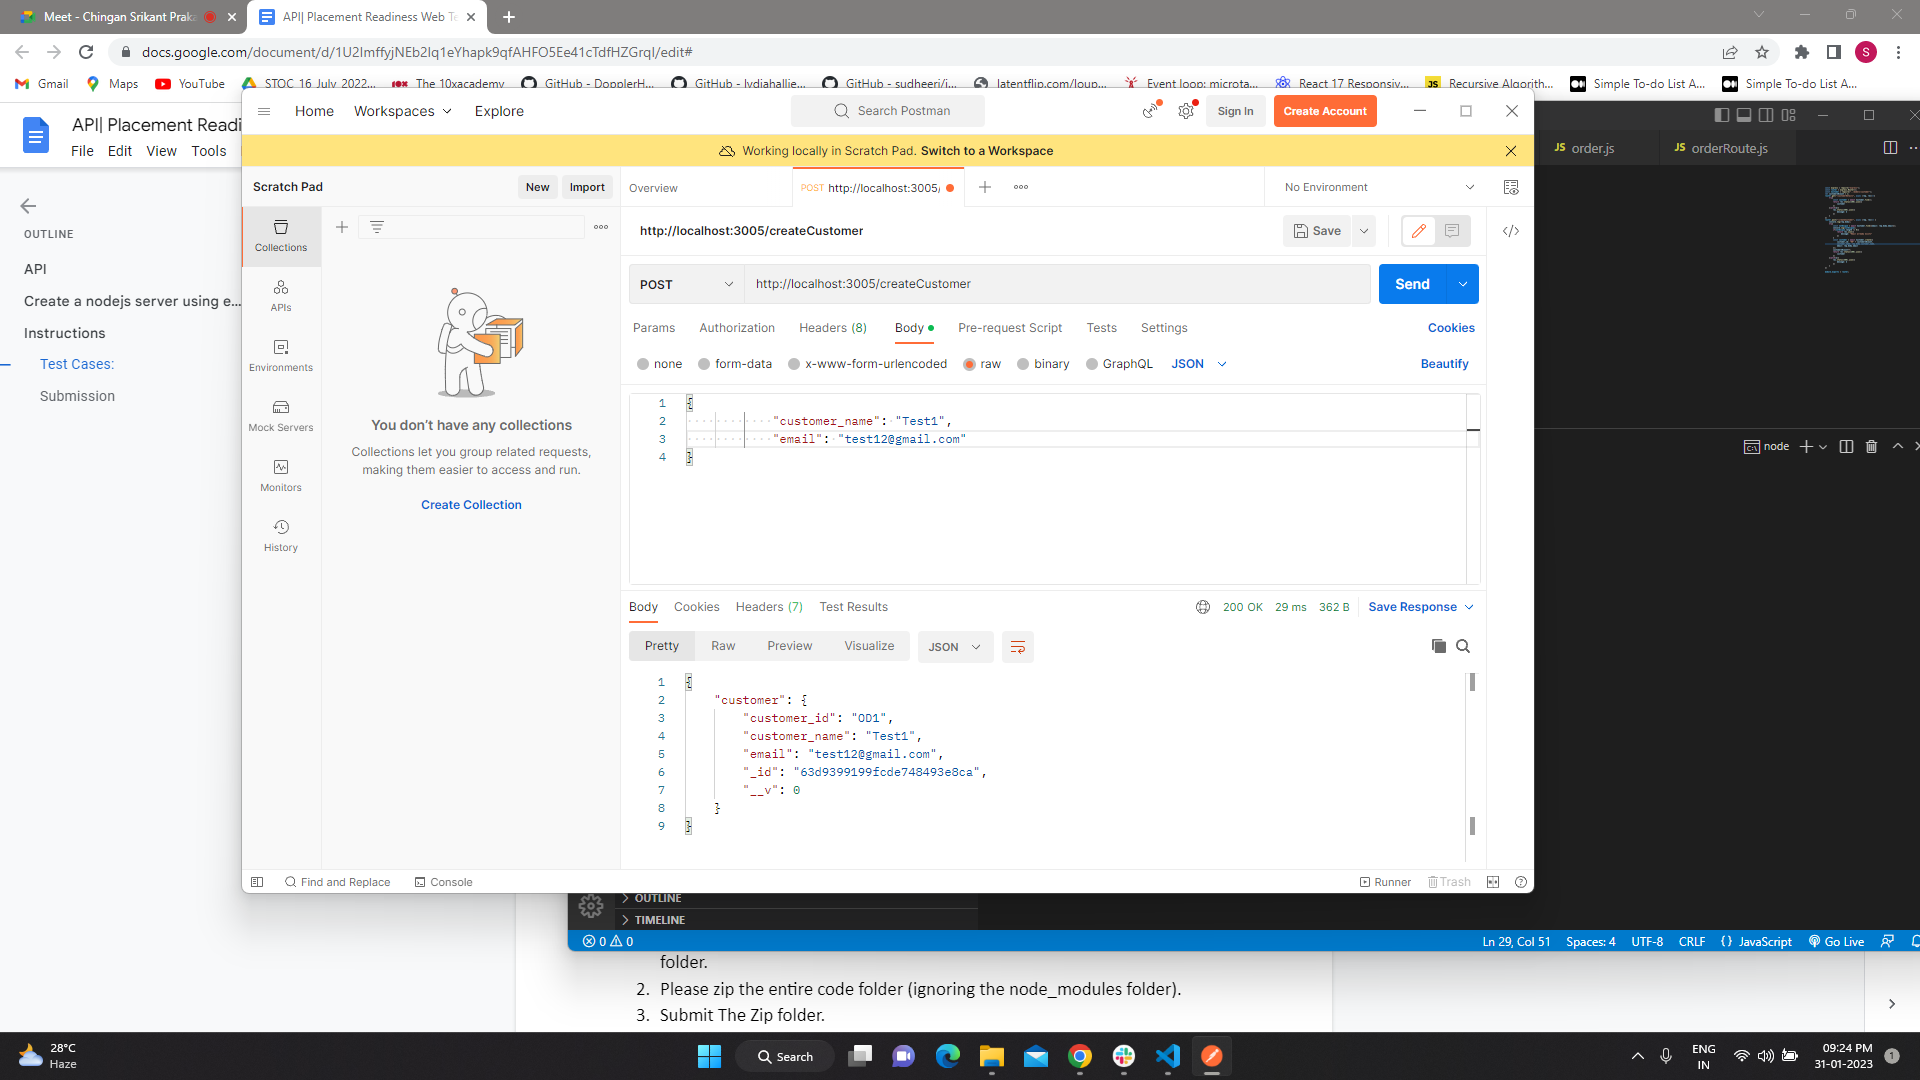 Meet - Chingan Srikant Praka
API| Placement Readiness Web Te
docs.google.com/document/d/1U2ImffyjNEb2Iq1eYhapk9qfAHFO5Ee41cTdfHZGrqI/edit#
S
Gmail
Maps
YouTube
STOC 16 July 2022...
The 10xacademy
GitHub - DopplerH...
GitHub - lydiahallie...
GitHub - sudheerj/j...
latentflip.com/loup...
Event loop: microta...
React 17 Responsiv...
Recursive Algorith...
Simple To-do List A...
Simple To-do List A...
API| Placement Readi
File Edit View Tools
OUTLINE
API
Create a nodejs server using e...
Instructions
Test Cases:
Submission
Home
Workspaces
Explore
Search Postman
Sign In
Create Account
Working locally in Scratch Pad. Switch to a Workspace
Scratch Pad
New
Import
Overview
POST http://localhost:3005/
No Environment
Collections
APIs
Environments
Mock Servers
Monitors
History
You don't have any collections
Collections let you group related requests,
making them easier to access and run.
Create Collection
http://localhost:3005/createCustomer
Save
</>
POST
http://localhost:3005/createCustomer
Send
Params Authorization Headers (8) Body Pre-request Script Tests Settings
Cookies
none form-data x-www-form-urlencoded raw binary GraphQL JSON
Beautify
1 {
2 "customer_name": "Test1",
3 "email": "test12@gmail.com"
4 }
Body Cookies Headers (7) Test Results
200 OK 29 ms 362 B Save Response
Pretty Raw Preview Visualize JSON
1 {
2 "customer": {
3 "customer_id": "OD1",
4 "customer_name": "Test1",
5 "email": "test12@gmail.com",
6 "_id": "63d9399199fcde748493e8ca",
7 "__v": 0
8 }
9 }
Find and Replace
Console
Runner
Trash
JS order.js
JS orderRoute.js
node
OUTLINE
TIMELINE
0 0
Ln 29, Col 51 Spaces: 4 UTF-8 CRLF {} JavaScript Go Live
folder.
2. Please zip the entire code folder (ignoring the node_modules folder).
3. Submit The Zip folder.
28°C
Haze
Search
ENG
IN
09:24 PM
31-01-2023
1